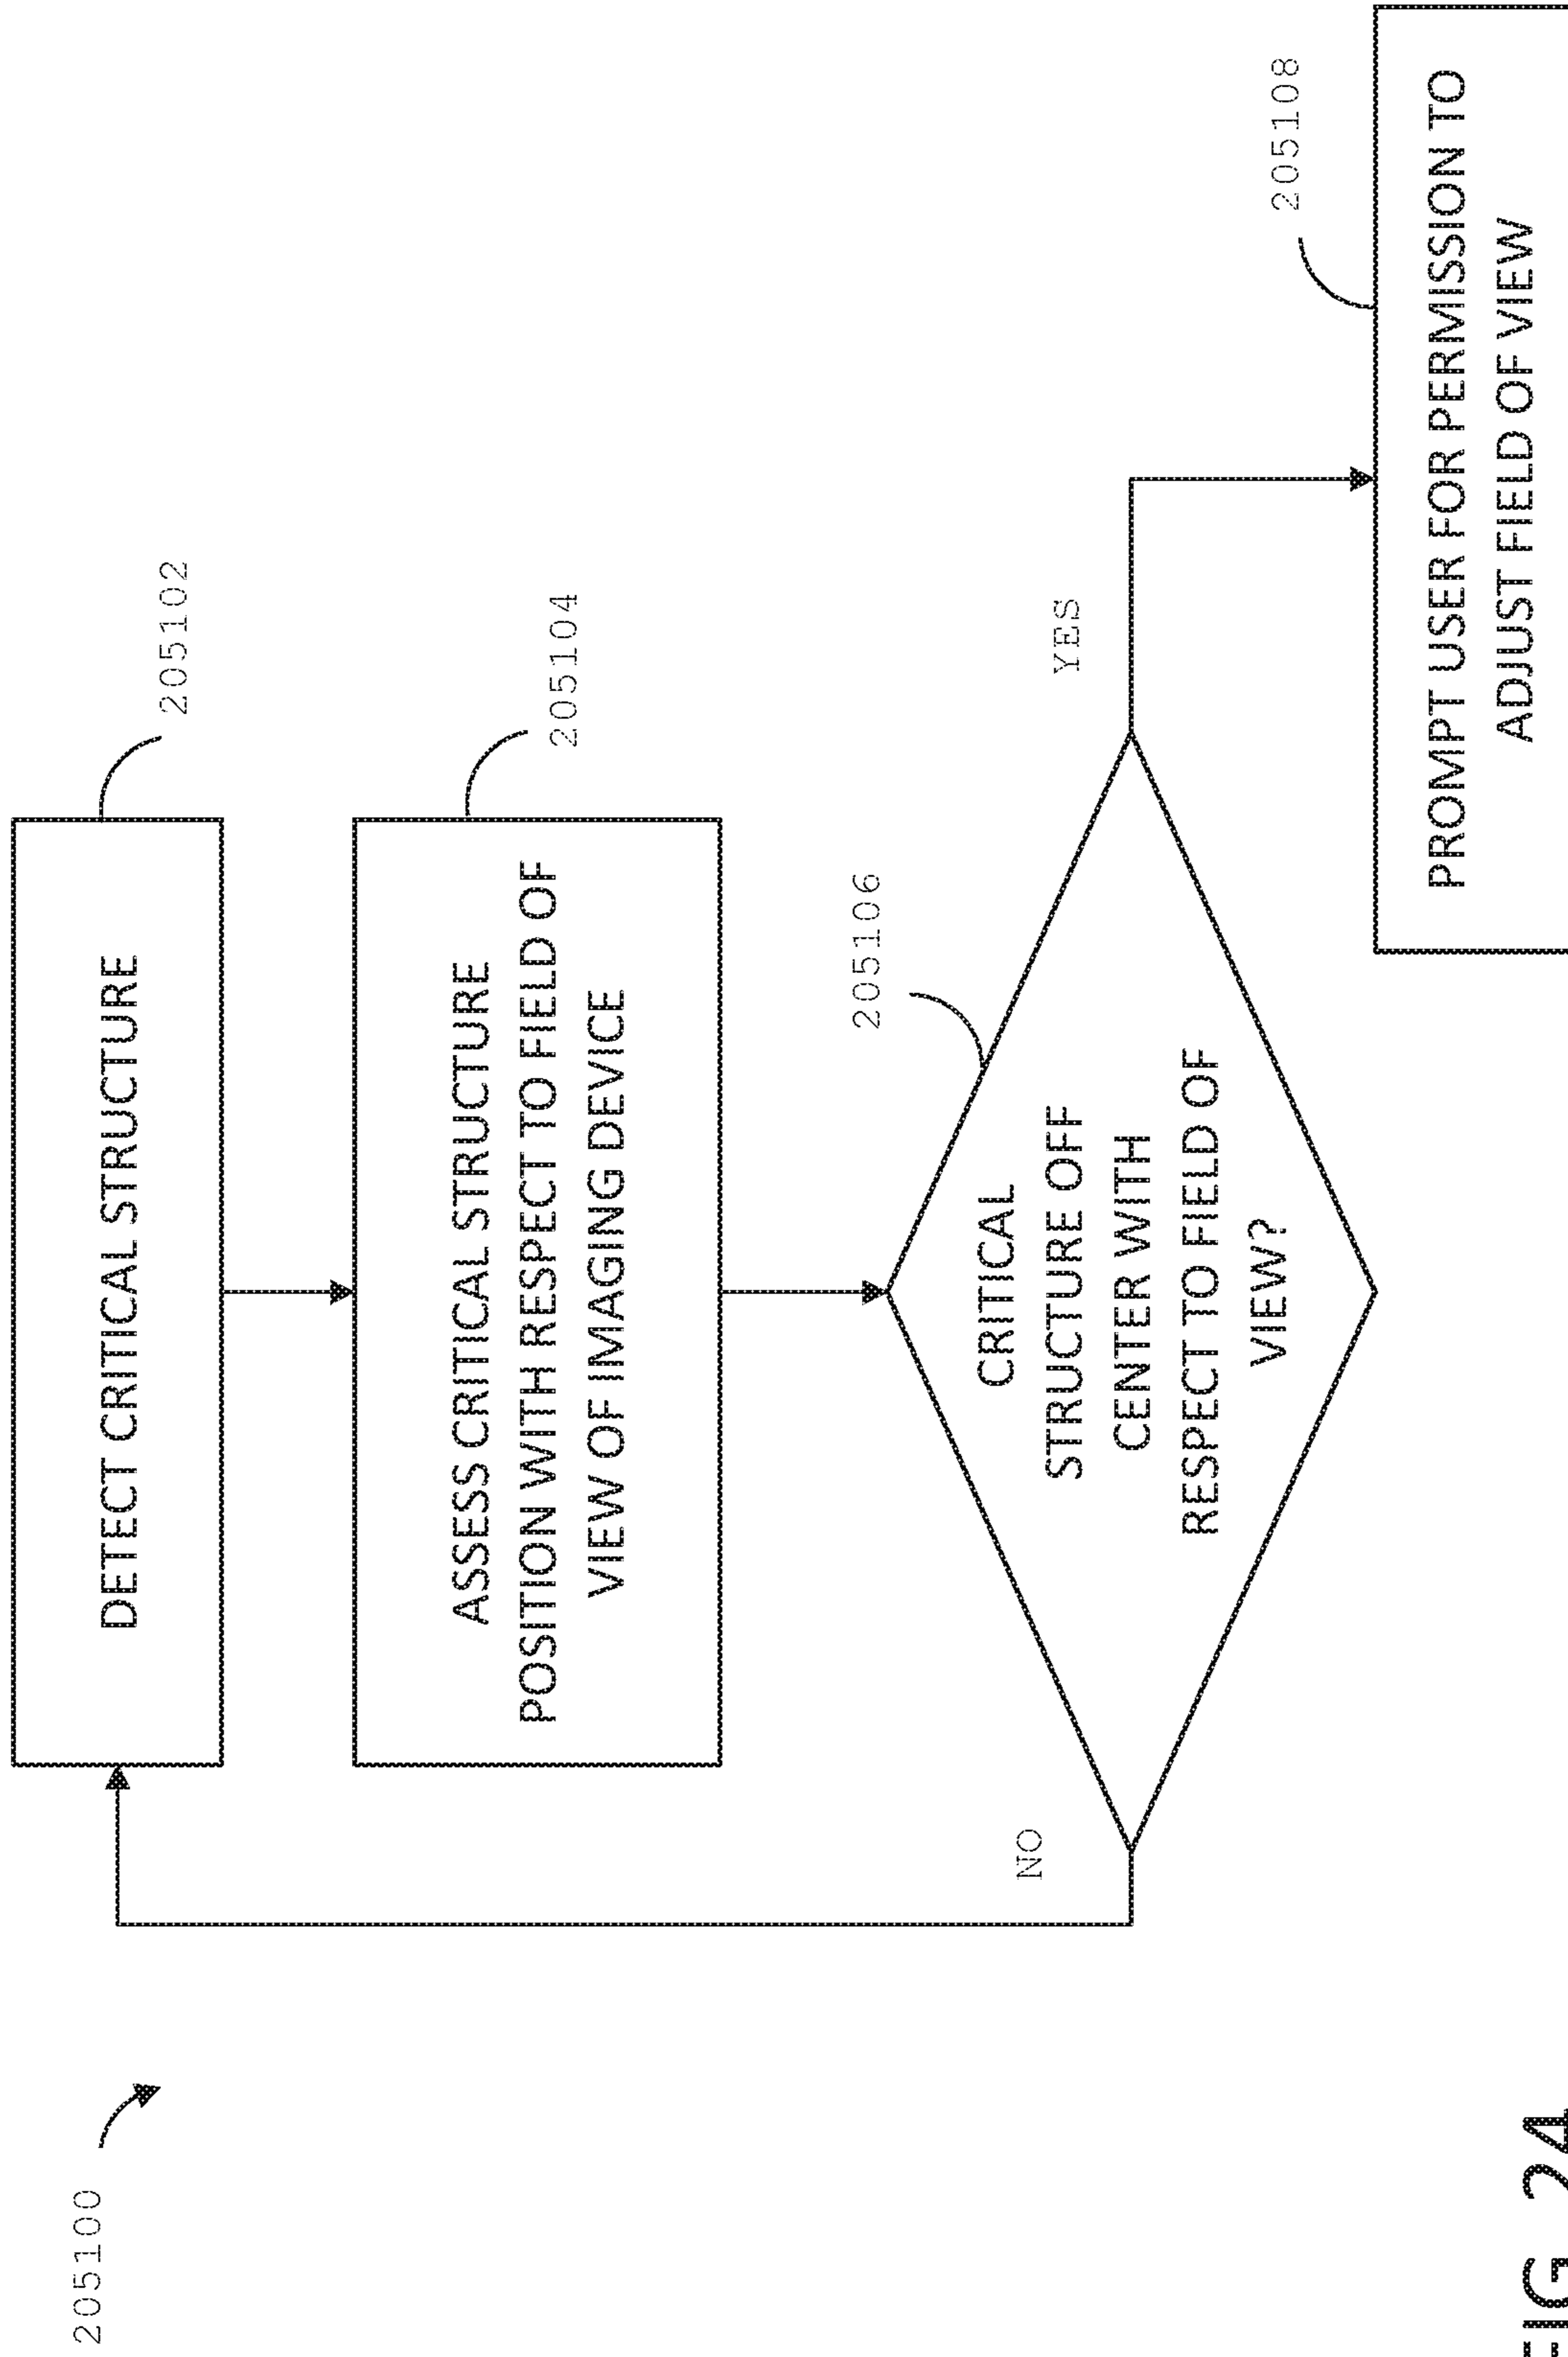 205100
DETECT CRITICAL STRUCTURE
205102
ASSESS CRITICAL STRUCTURE
POSITION WITH RESPECT TO FIELD OF
VIEW OF IMAGING DEVICE
205104
205106
CRITICAL
STRUCTURE OFF
CENTER WITH
RESPECT TO FIELD OF
VIEW?
NO
YES
205108
PROMPT USER FOR PERMISSION TO
ADJUST FIELD OF VIEW
FIG. 24